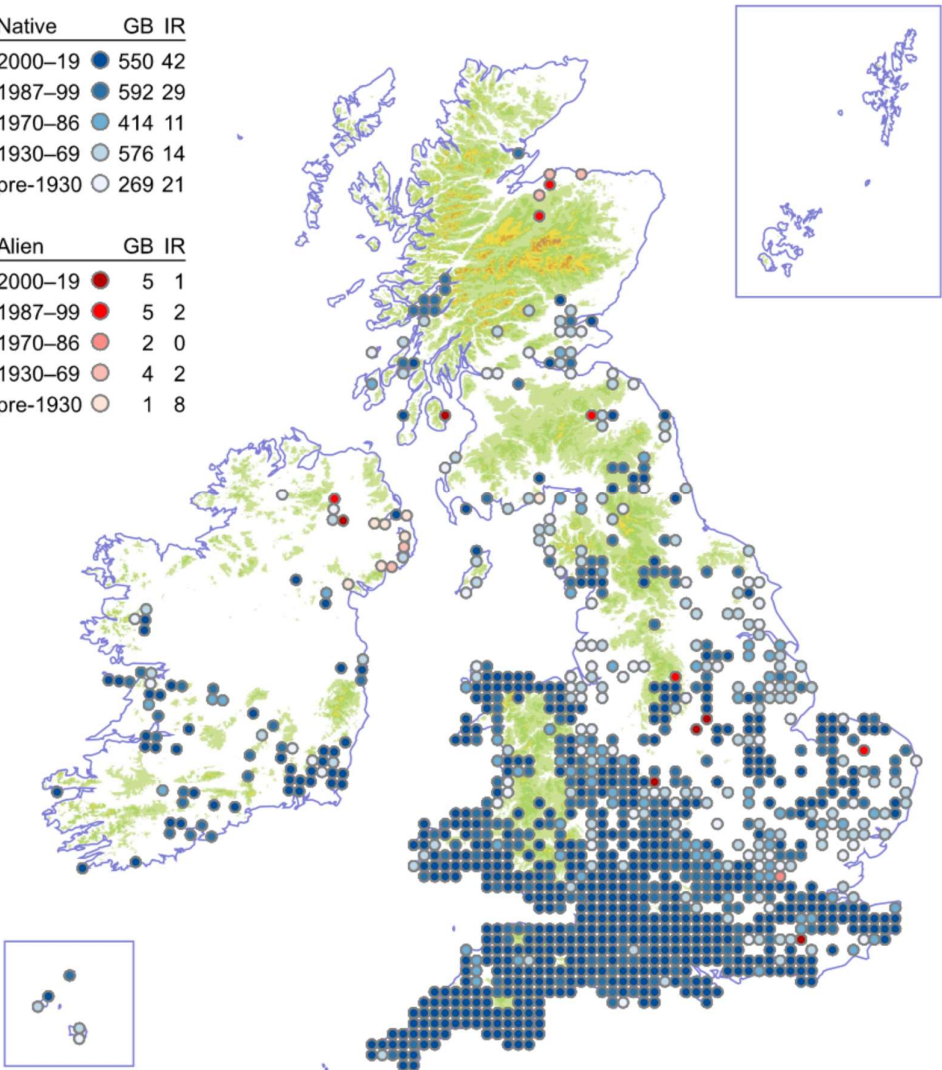 Native GB IR
2000–19 550 42
1987–99 592 29
1970–86 414 11
1930–69 576 14
pre-1930 269 21
Alien GB IR
2000–19 5 1
1987–99 5 2
1970–86 2 0
1930–69 4 2
pre-1930 1 8